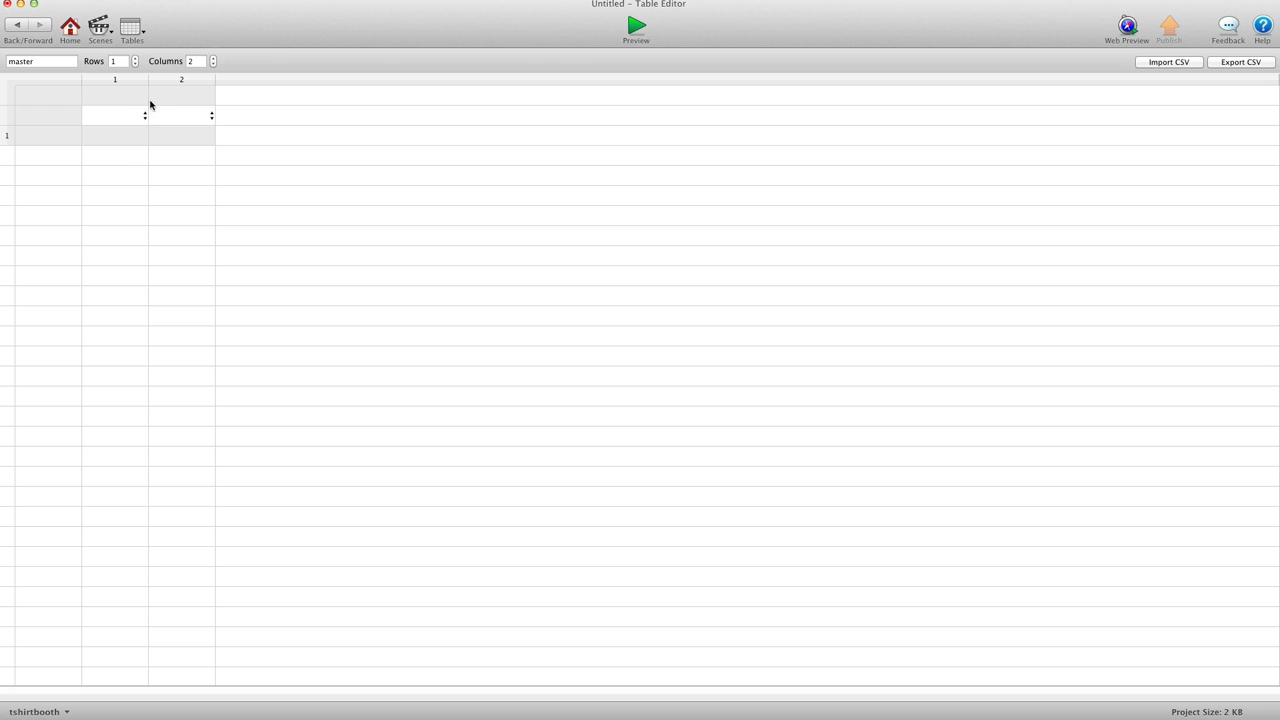 Untitled – Table Editor
Back/Forward Home Scenes Tables Preview Web Preview Publish Feedback Help
master Rows 1 Columns 2 Import CSV Export CSV
1 2
1
tshirtbooth Project Size: 2 KB